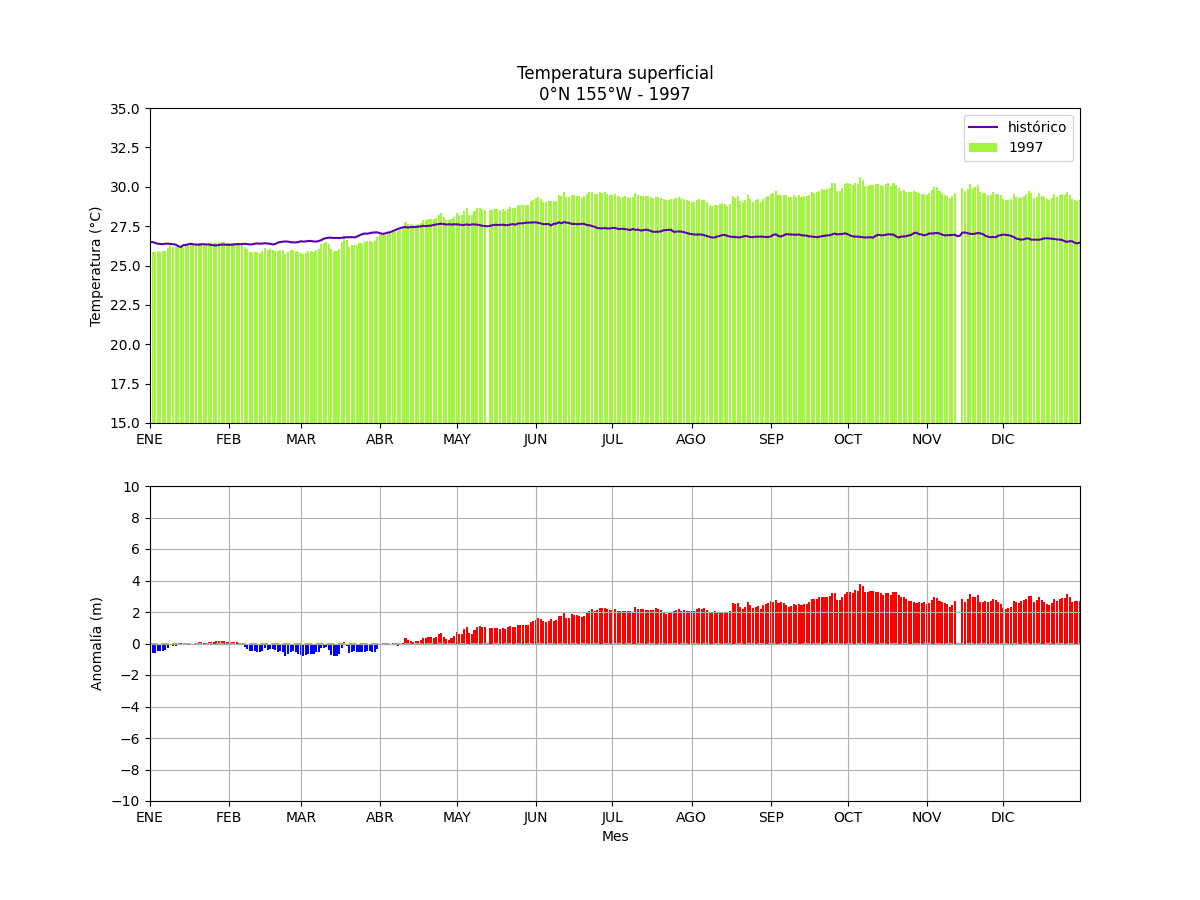 Temperatura superficial
0°N 155°W - 1997
35.0
32.5
30.0
27.5
25.0
22.5
20.0
17.5
15.0
Temperatura (°C)
histórico
1997
ENE FEB MAR ABR MAY JUN JUL AGO SEP OCT NOV DIC
10
8
6
4
2
0
−2
−4
−6
−8
−10
Anomalía (m)
ENE FEB MAR ABR MAY JUN JUL AGO SEP OCT NOV DIC
Mes